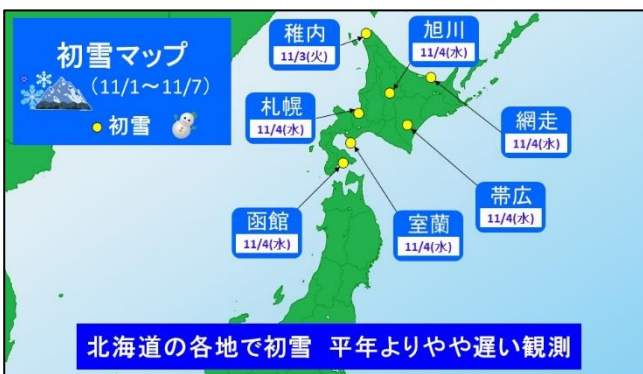 初雪マップ
（11/1～11/7）
初雪
稚内
11/3(火)
旭川
11/4(水)
札幌
11/4(水)
網走
11/4(水)
帯広
11/4(水)
函館
11/4(水)
室蘭
11/4(水)
北海道の各地で初雪　平年よりやや遅い観測